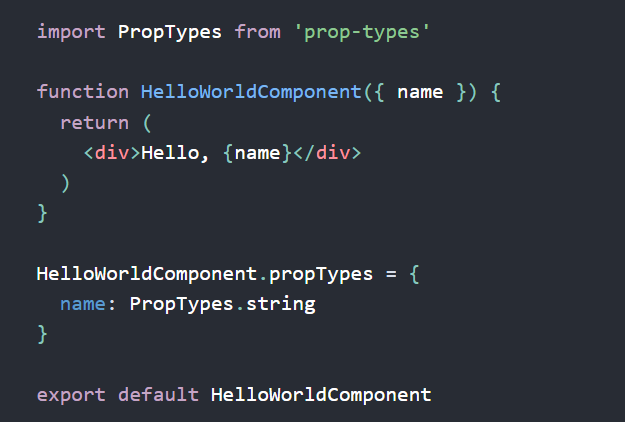 import PropTypes from 'prop-types'

function HelloWorldComponent({ name }) {
  return (
    <div>Hello, {name}</div>
  )
}

HelloWorldComponent.propTypes = {
  name: PropTypes.string
}

export default HelloWorldComponent